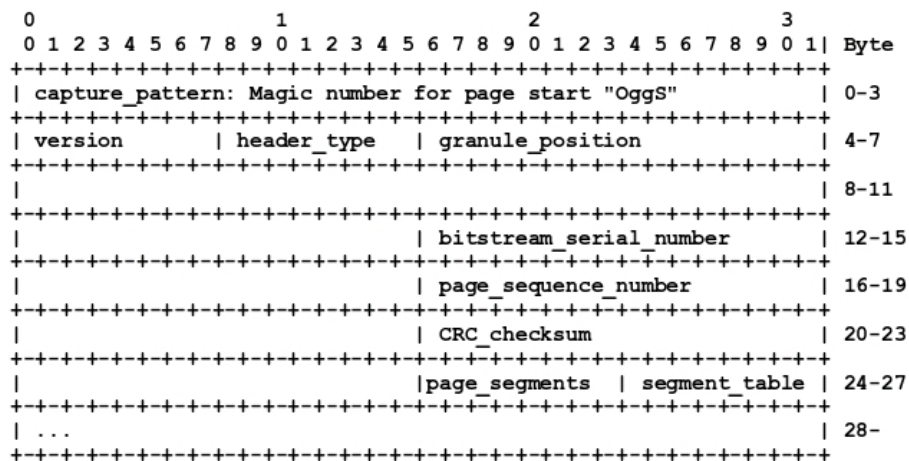 0                   1                   2                   3
 0 1 2 3 4 5 6 7 8 9 0 1 2 3 4 5 6 7 8 9 0 1 2 3 4 5 6 7 8 9 0 1| Byte
+-+-+-+-+-+-+-+-+-+-+-+-+-+-+-+-+-+-+-+-+-+-+-+-+-+-+-+-+-+-+-+-+
| capture_pattern: Magic number for page start "OggS"           | 0-3
+-+-+-+-+-+-+-+-+-+-+-+-+-+-+-+-+-+-+-+-+-+-+-+-+-+-+-+-+-+-+-+-+
| version       | header_type   | granule_position              | 4-7
+-+-+-+-+-+-+-+-+-+-+-+-+-+-+-+-+-+-+-+-+-+-+-+-+-+-+-+-+-+-+-+-+
|                                                               | 8-11
+-+-+-+-+-+-+-+-+-+-+-+-+-+-+-+-+-+-+-+-+-+-+-+-+-+-+-+-+-+-+-+-+
|                               | bitstream_serial_number       | 12-15
+-+-+-+-+-+-+-+-+-+-+-+-+-+-+-+-+-+-+-+-+-+-+-+-+-+-+-+-+-+-+-+-+
|                               | page_sequence_number          | 16-19
+-+-+-+-+-+-+-+-+-+-+-+-+-+-+-+-+-+-+-+-+-+-+-+-+-+-+-+-+-+-+-+-+
|                               | CRC_checksum                  | 20-23
+-+-+-+-+-+-+-+-+-+-+-+-+-+-+-+-+-+-+-+-+-+-+-+-+-+-+-+-+-+-+-+-+
|                               |page_segments  | segment_table | 24-27
+-+-+-+-+-+-+-+-+-+-+-+-+-+-+-+-+-+-+-+-+-+-+-+-+-+-+-+-+-+-+-+-+
| ...                                                           | 28-
+-+-+-+-+-+-+-+-+-+-+-+-+-+-+-+-+-+-+-+-+-+-+-+-+-+-+-+-+-+-+-+-+